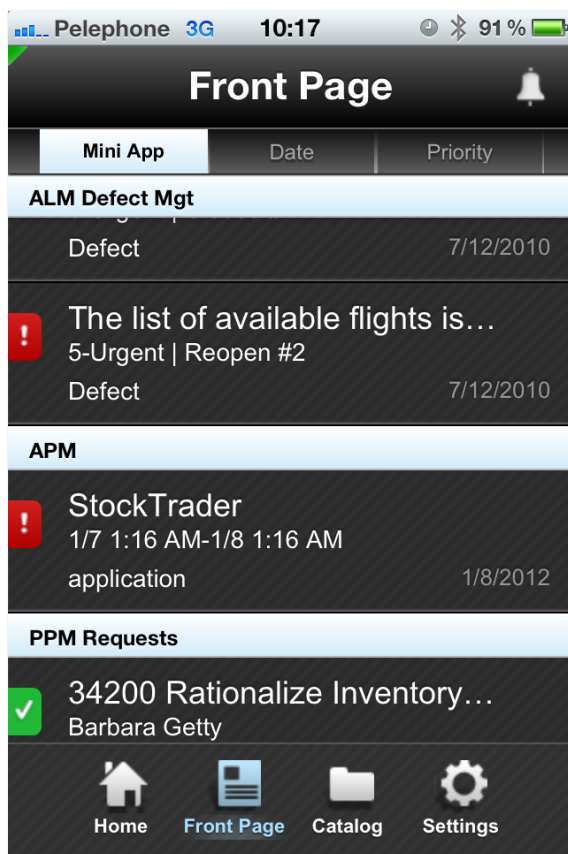 Pelephone 3G 10:17 91%
Front Page
Mini App Date Priority
ALM Defect Mgt
Defect 7/12/2010
The list of available flights is...
5-Urgent | Reopen #2
Defect 7/12/2010
APM
StockTrader
1/7 1:16 AM-1/8 1:16 AM
application 1/8/2012
PPM Requests
34200 Rationalize Inventory...
Barbara Getty
Home Front Page Catalog Settings